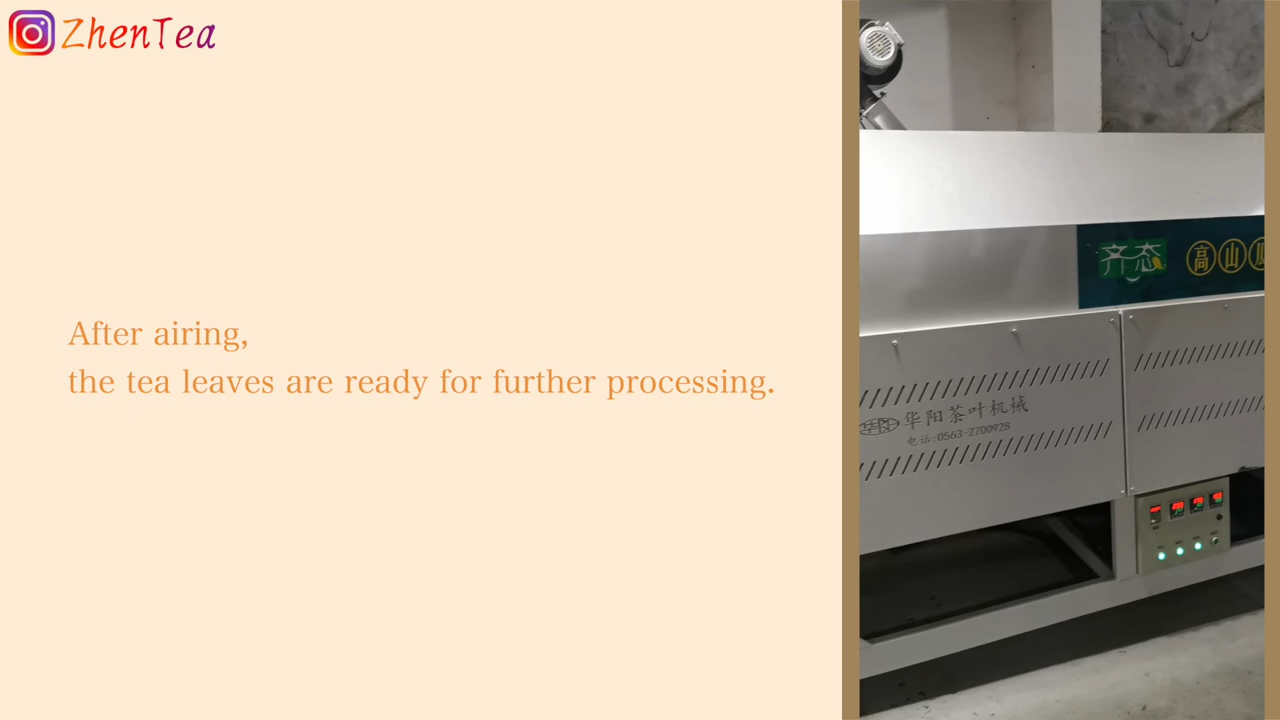 ZhenTea
After airing,
the tea leaves are ready for further processing.
齐态
高山
华阳茶叶机械
电话:0563-2700928